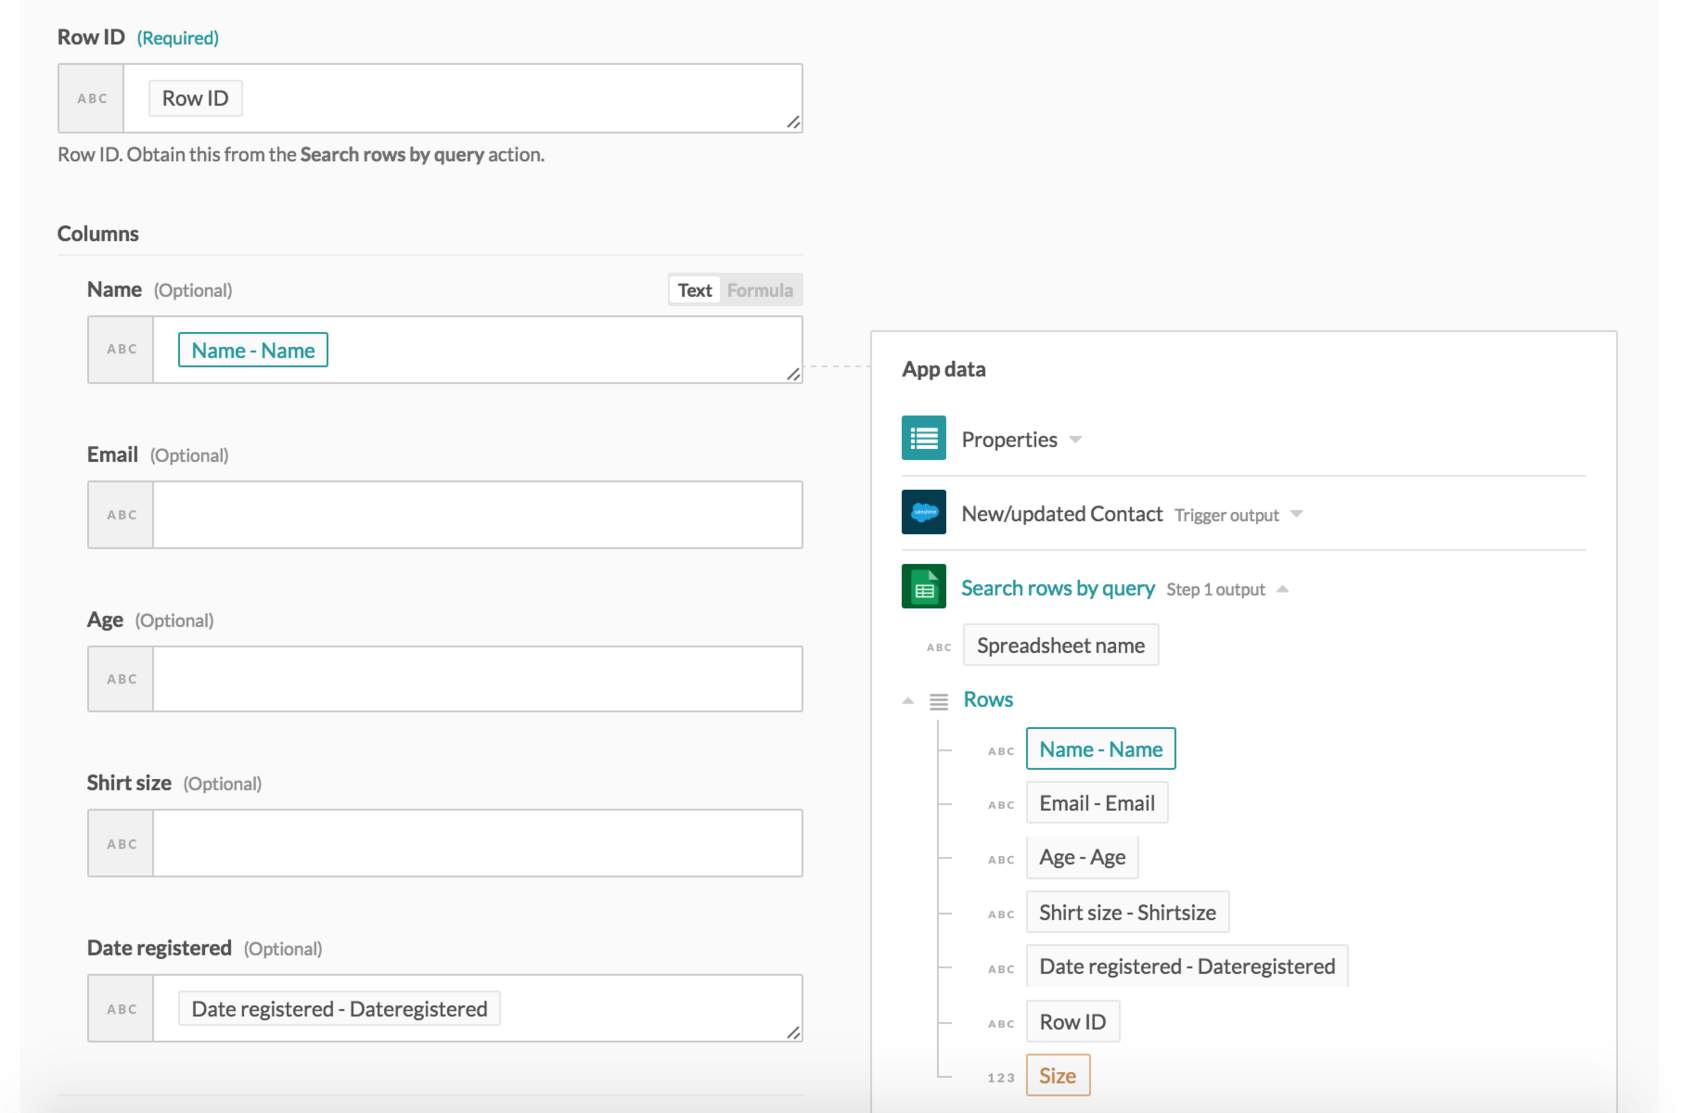 Row ID (Required)
ABC Row ID
Row ID. Obtain this from the Search rows by query action.
Columns
Name (Optional) Text Formula
ABC Name - Name
Email (Optional)
ABC
Age (Optional)
ABC
Shirt size (Optional)
ABC
Date registered (Optional)
ABC Date registered - Dateregistered
App data
Properties
salesforce New/updated Contact Trigger output
Search rows by query Step 1 output
ABC Spreadsheet name
Rows
ABC Name - Name
ABC Email - Email
ABC Age - Age
ABC Shirt size - Shirtsize
ABC Date registered - Dateregistered
ABC Row ID
123 Size